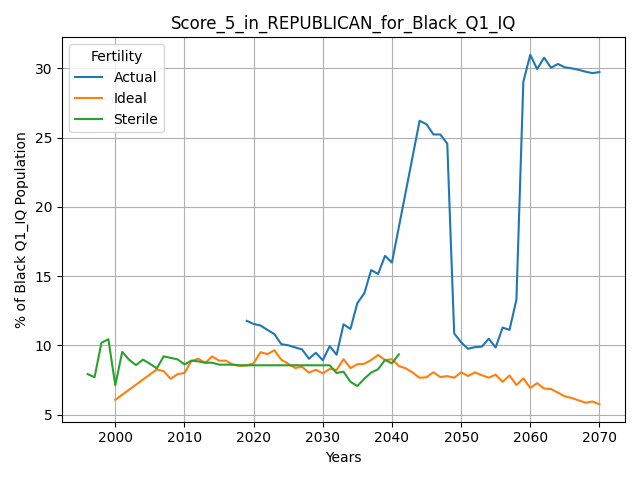 Score_5_in_REPUBLICAN_for_Black_Q1_IQ
Fertility
Actual
Ideal
Sterile
% of Black Q1_IQ Population
30
25
20
15
10
5
2000
2010
2020
2030
2040
2050
2060
2070
Years